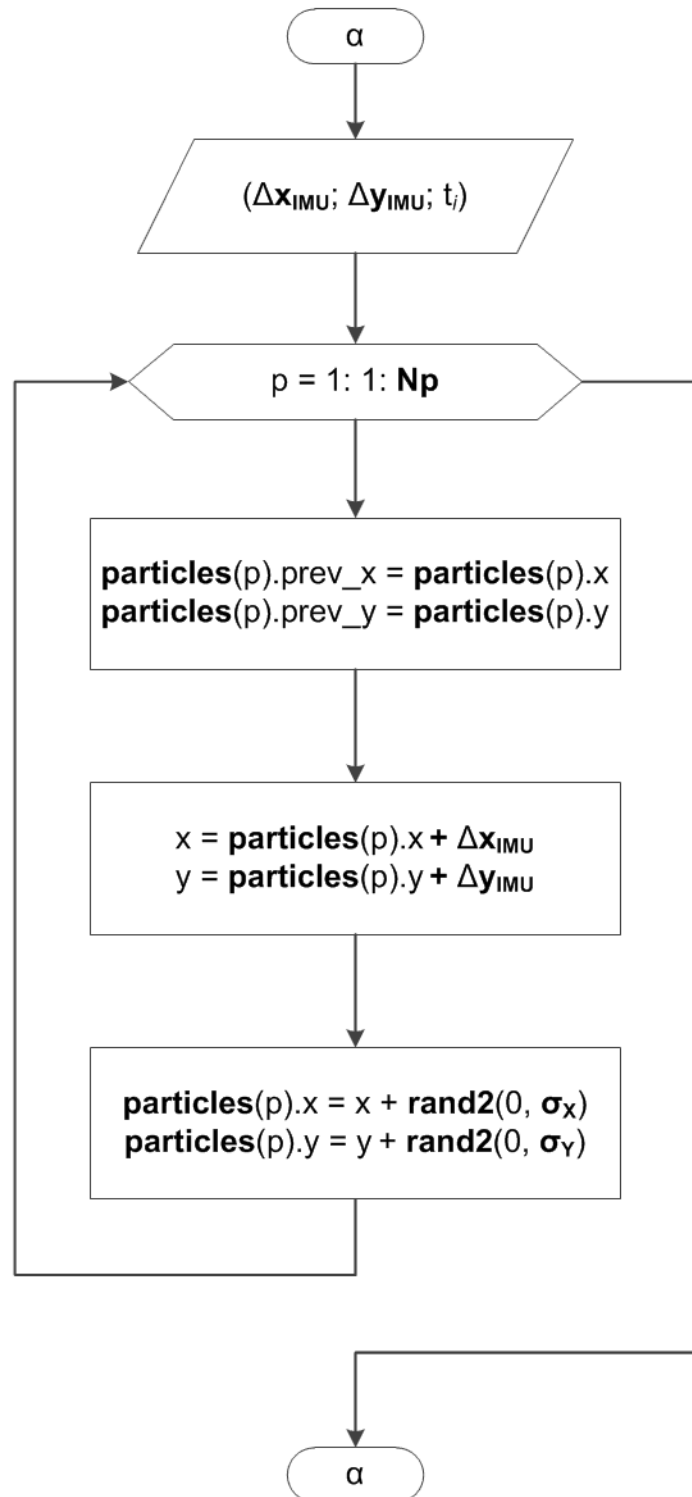 α
(Δx_IMU; Δy_IMU; t_i)
p = 1: 1: Np
particles(p).prev_x = particles(p).x
particles(p).prev_y = particles(p).y
x = particles(p).x + Δx_IMU
y = particles(p).y + Δy_IMU
particles(p).x = x + rand2(0, σ_X)
particles(p).y = y + rand2(0, σ_Y)
α